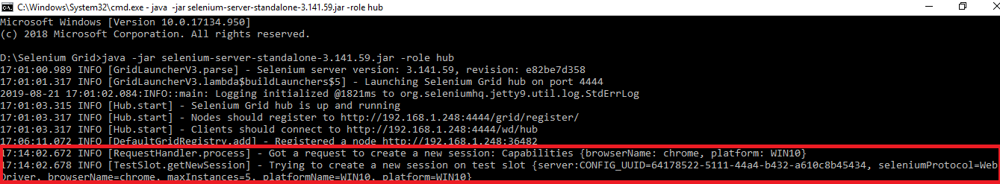 C:\Windows\System32\cmd.exe - java  -jar selenium-server-standalone-3.141.59.jar -role hub
Microsoft Windows [Version 10.0.17134.950]
(c) 2018 Microsoft Corporation. All rights reserved.
D:\Selenium Grid>java -jar selenium-server-standalone-3.141.59.jar -role hub
17:01:00.989 INFO [GridLauncherV3.parse] - Selenium server version: 3.141.59, revision: e82be7d358
17:01:01.317 INFO [GridLauncherV3.lambda$buildLaunchers$5] - Launching Selenium Grid hub on port 4444
2019-08-21 17:01:02.084:INFO::main: Logging initialized @1821ms to org.seleniumhq.jetty9.util.log.StdErrLog
17:01:03.315 INFO [Hub.start] - Selenium Grid hub is up and running
17:01:03.317 INFO [Hub.start] - Nodes should register to http://192.168.1.248:4444/grid/register/
17:01:03.317 INFO [Hub.start] - Clients should connect to http://192.168.1.248:4444/wd/hub
17:06:11.072 INFO [DefaultGridRegistry.add] - Registered a node http://192.168.1.248:36482
17:14:02.672 INFO [RequestHandler.process] - Got a request to create a new session: Capabilities {browserName: chrome, platform: WIN10}
17:14:02.678 INFO [TestSlot.getNewSession] - Trying to create a new session on test slot {server:CONFIG_UUID=64178522-5111-44a4-b432-a610c8b45434, seleniumProtocol=Web
Driver, browserName=chrome, maxInstances=5, platformName=WIN10, platform=WIN10}